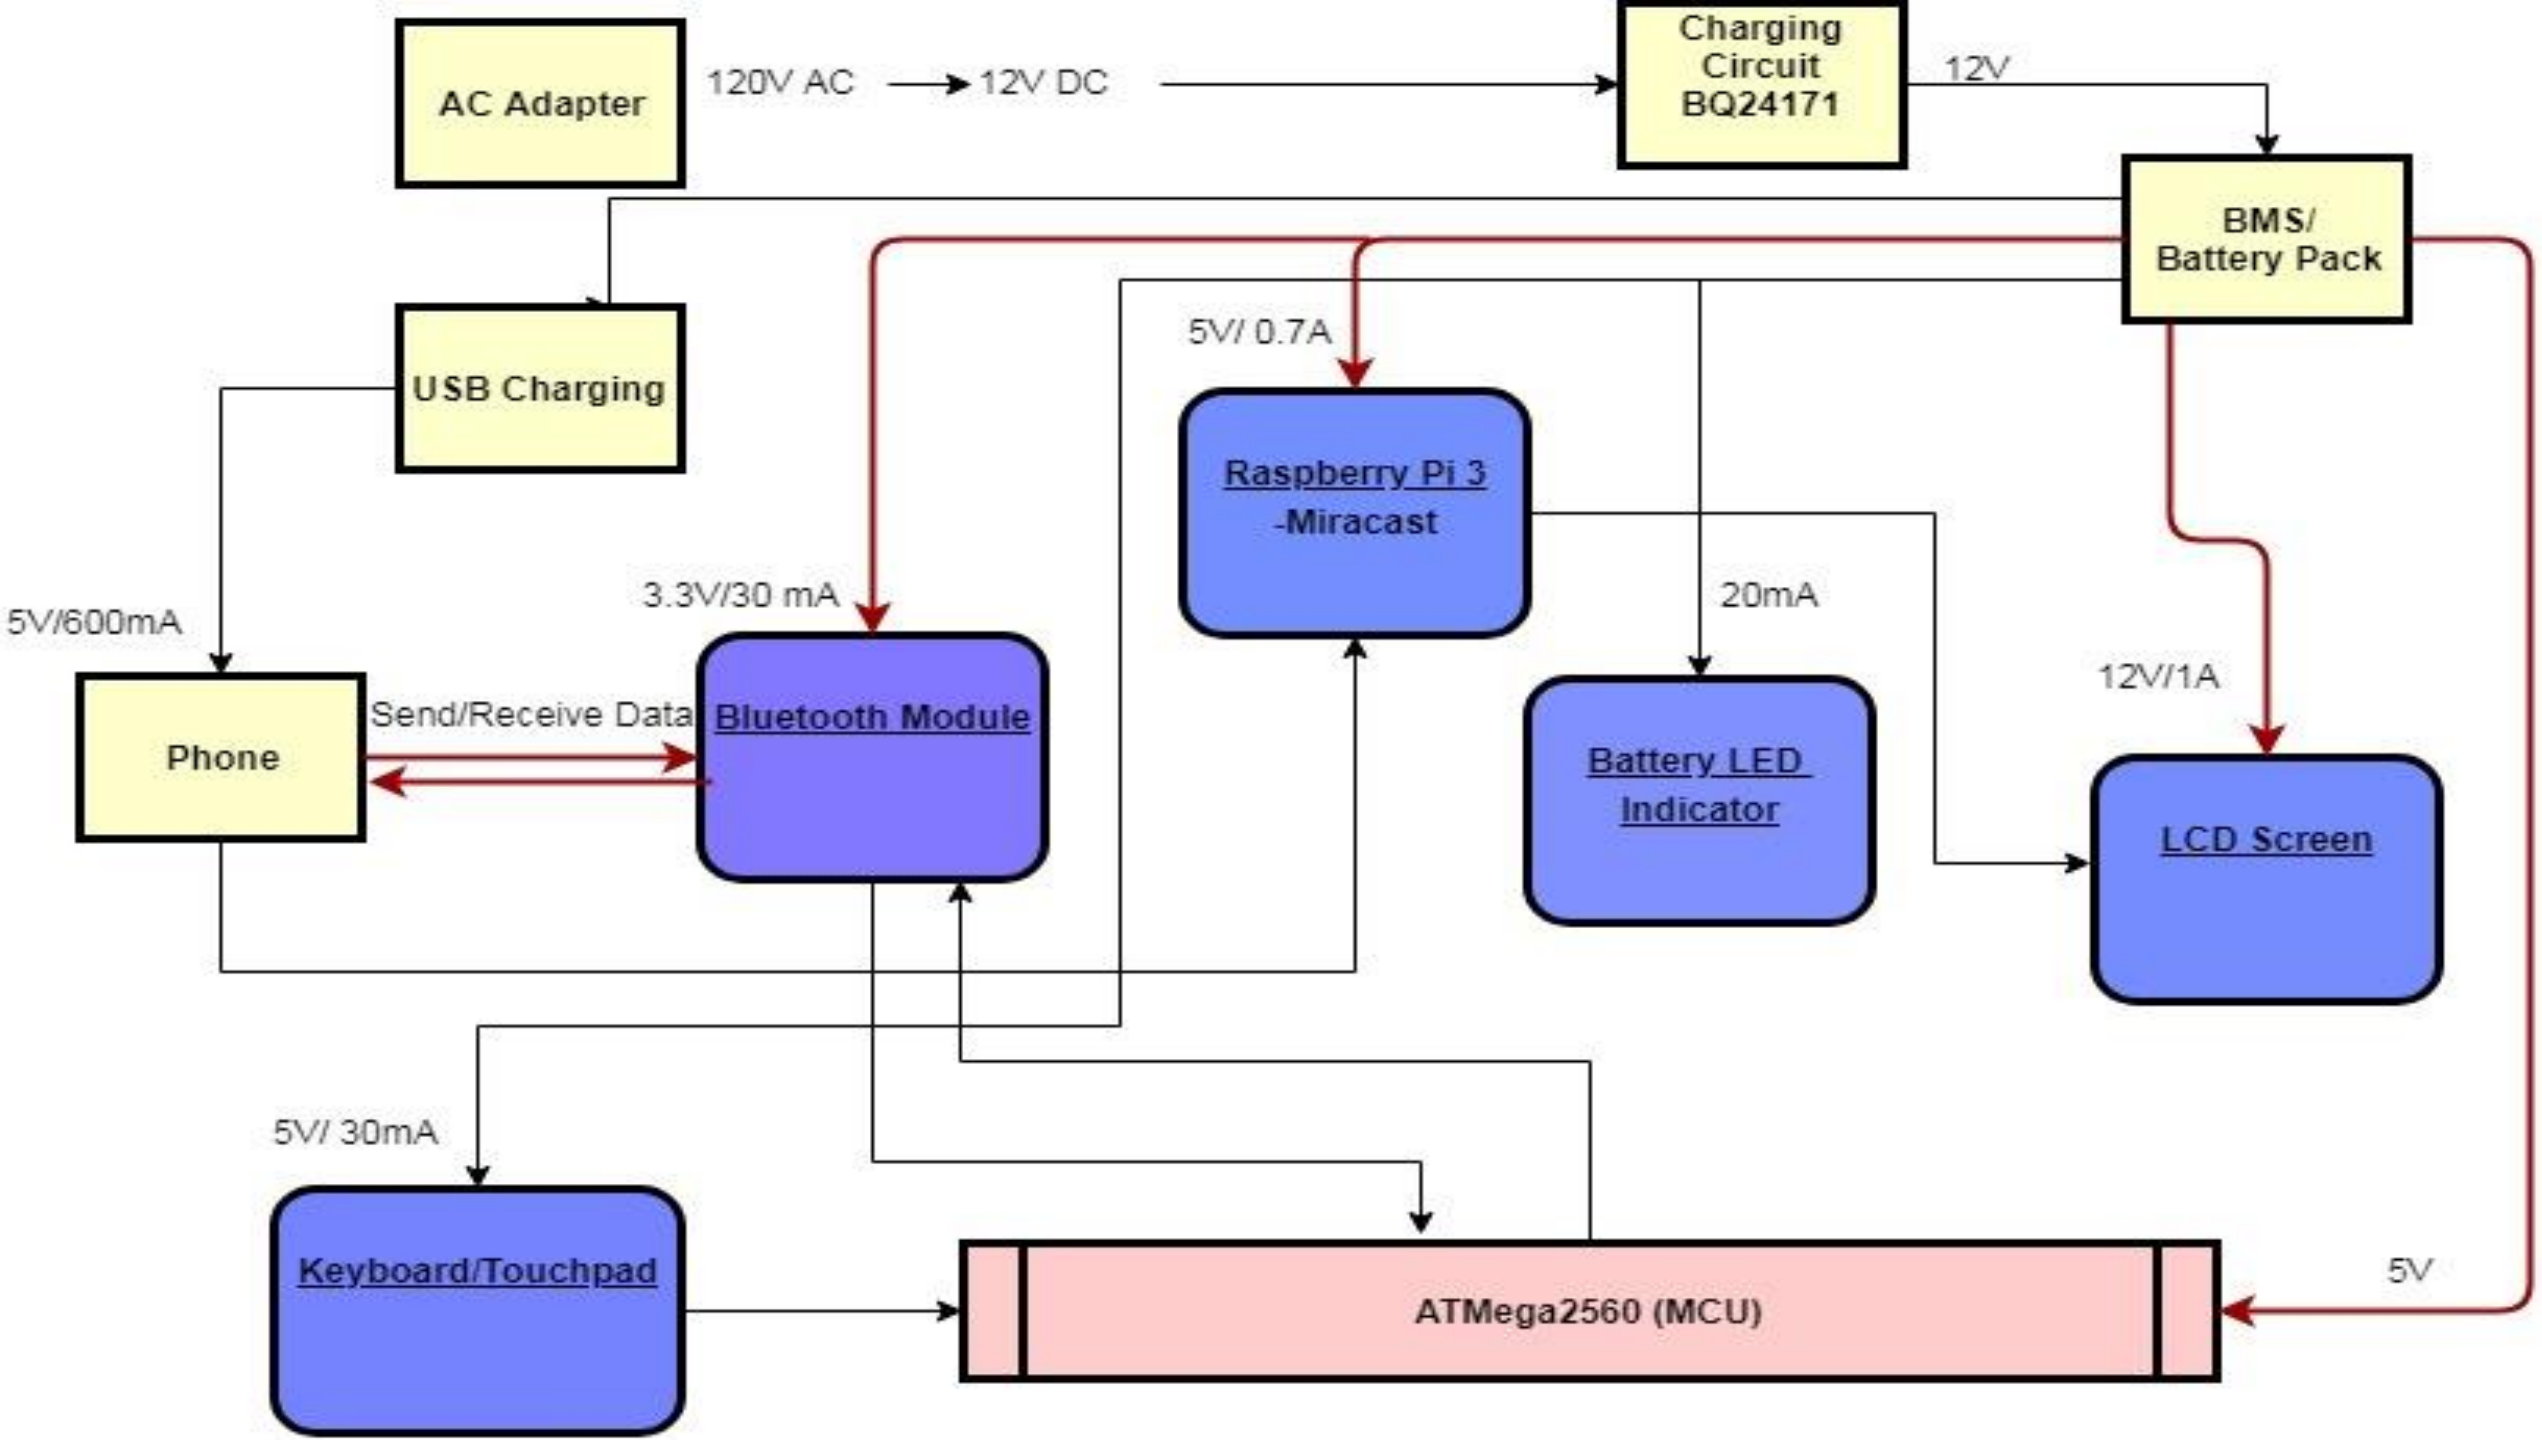 AC Adapter
120V AC
12V DC
Charging
Circuit
BQ24171
12V
BMS/
Battery Pack
USB Charging
5V/ 0.7A
Raspberry Pi 3
-Miracast
3.3V/30 mA
20mA
5V/600mA
12V/1A
Phone
Send/Receive Data
Bluetooth Module
Battery LED
Indicator
LCD Screen
5V/ 30mA
Keyboard/Touchpad
ATMega2560 (MCU)
5V